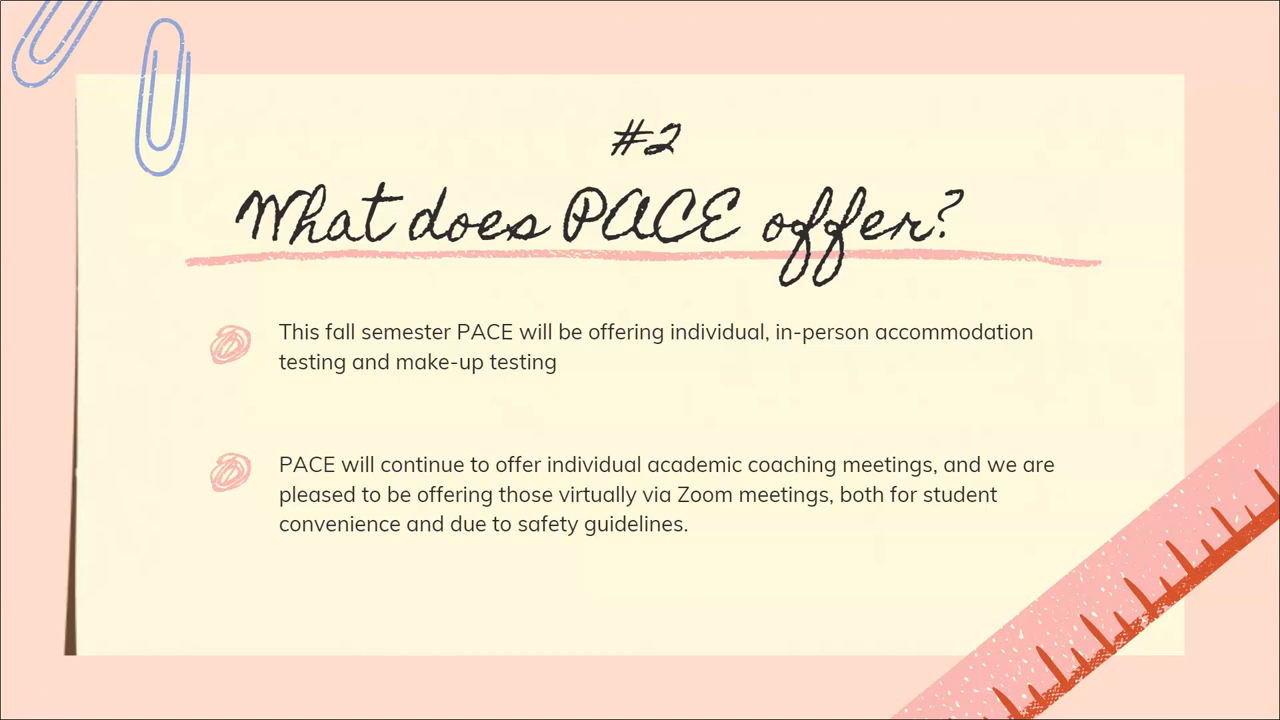 #2
What does PACE offer?
This fall semester PACE will be offering individual, in-person accommodation
testing and make-up testing
PACE will continue to offer individual academic coaching meetings, and we are
pleased to be offering those virtually via Zoom meetings, both for student
convenience and due to safety guidelines.